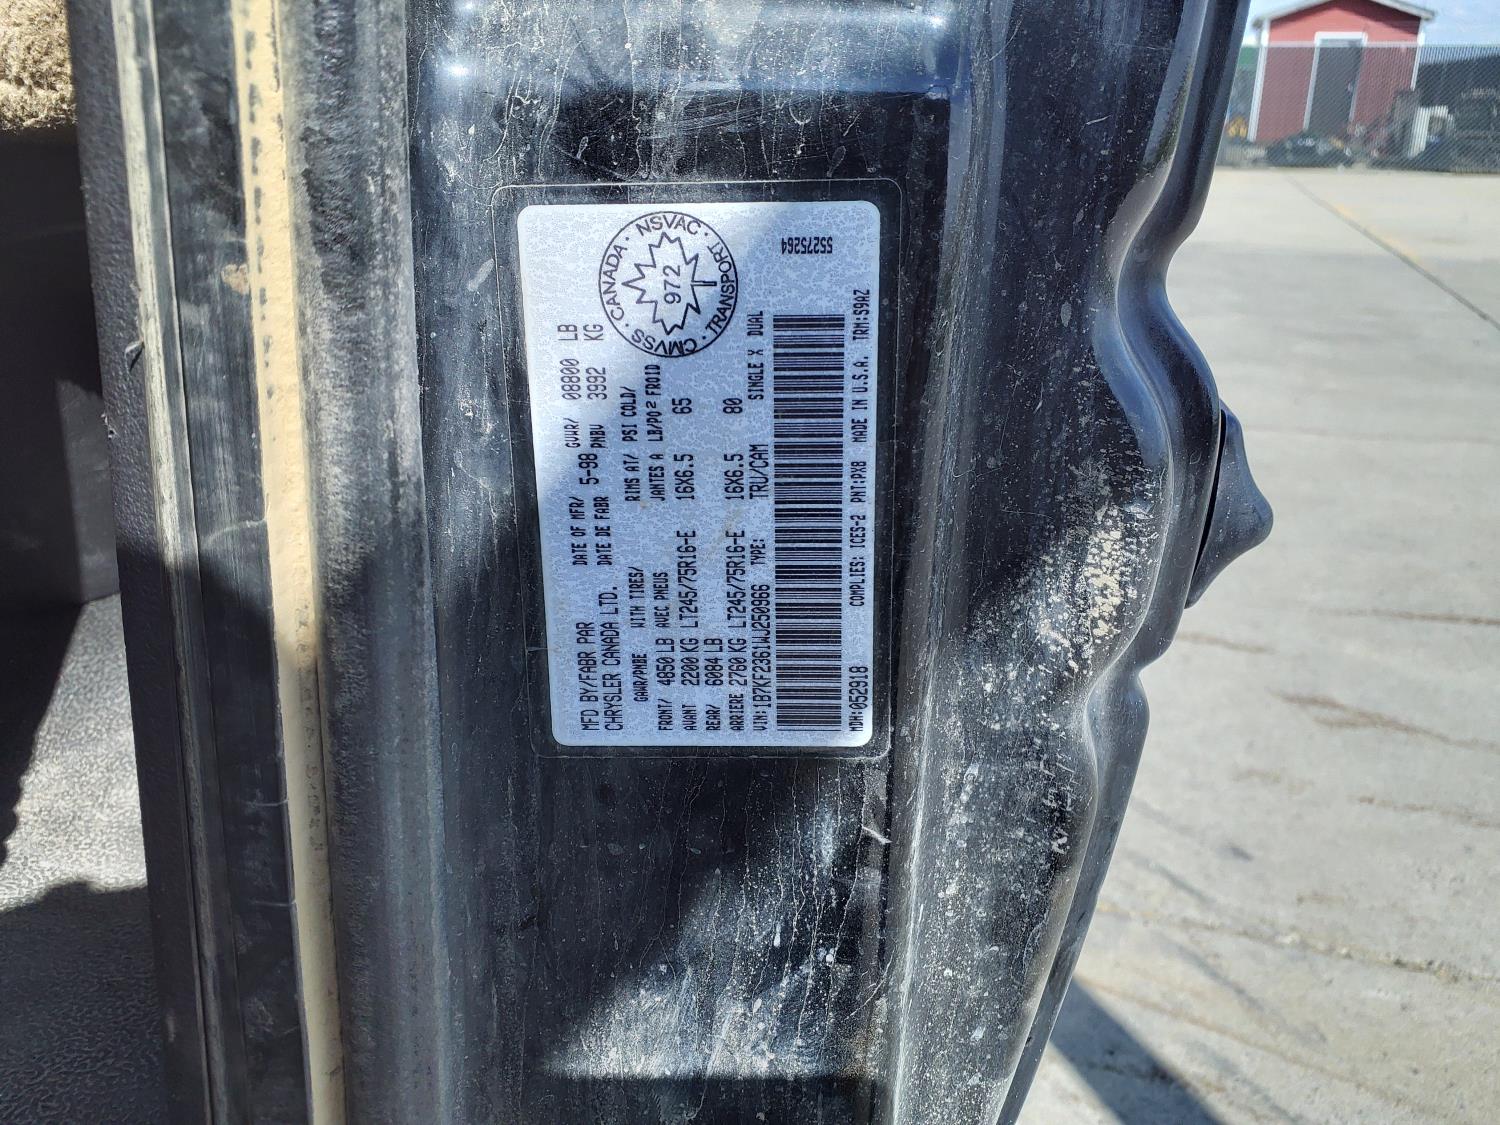 MFD BY/FABR PAR
CHRYSLER CANADA LTD.
DATE OF MFR/ 5-98 GVWR/ 08800 LB
DATE DE FABR PNBV 3992 KG
GAWR/PNBE WITH TIRES/ RIMS AT/ PSI COLD/
AVEC PNEUS JANTES A LB/PO² FROID
FRONT/ 4850 LB
AVANT 2200 KG LT245/75R16-E 16X6.5 65
REAR/ 6084 LB
ARRIERE 2760 KG LT245/75R16-E 16X6.5 80
VIN: 1B7KF2361WJ250966 TYPE: TRU/CAM SINGLE X DUAL
MDH:052918 COMPLIES: ICES-2 PNT:PX8 MADE IN U.S.A. TRM:S9AZ
CANADA · NSVAC · TRANSPORT · CMVSS ·
972
55275264